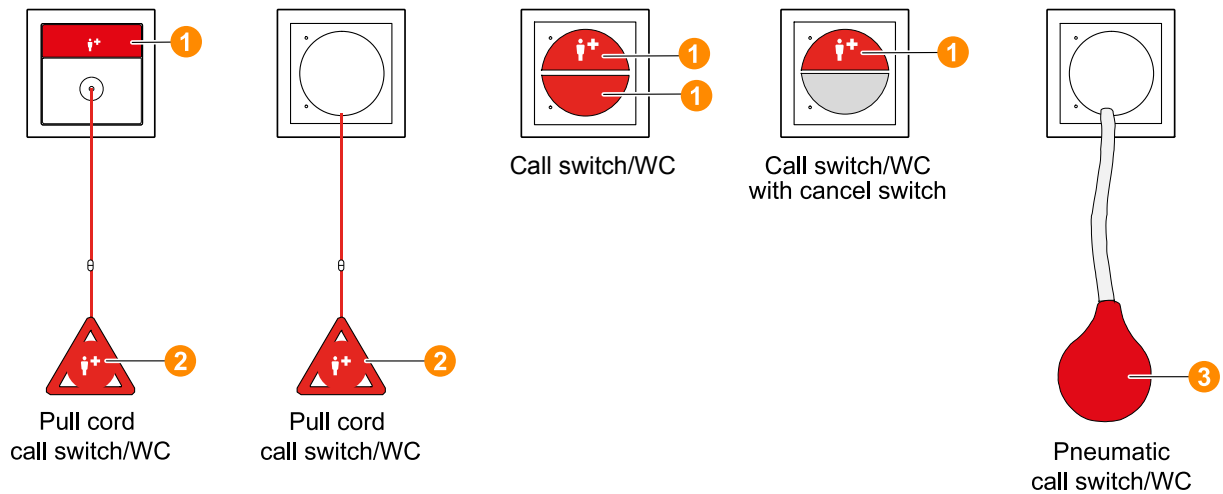 1
1
1
1
2
2
3
Call switch/WC
Call switch/WC
with cancel switch
Pull cord
call switch/WC
Pull cord
call switch/WC
Pneumatic
call switch/WC